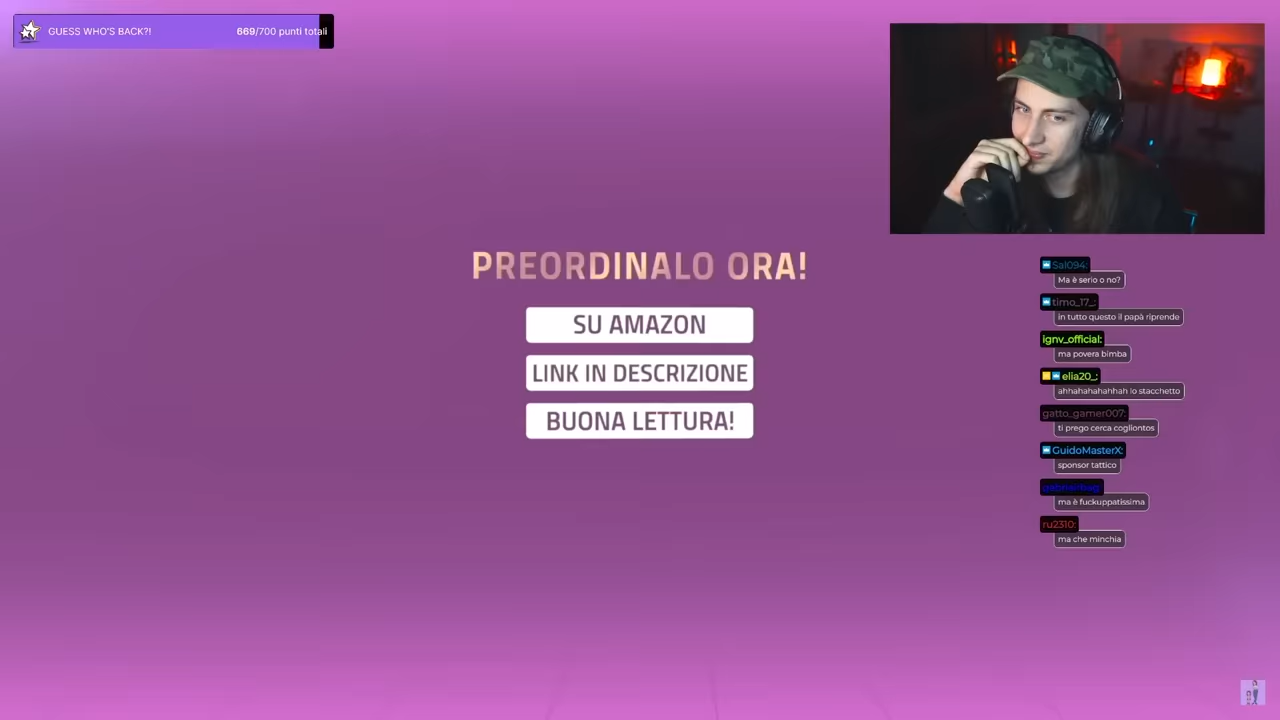 GUESS WHO'S BACK?! 669/700 punti totali
PREORDINALO ORA!
SU AMAZON
LINK IN DESCRIZIONE
BUONA LETTURA!
Sal094:
Ma è serio o no?
timo_17_:
in tutto questo il papà riprende
ignv_official:
ma povera bimba
elia20_:
ahhahahahahhah lo stacchetto
gatto_gamer007:
ti prego cerca cogliontos
GuidoMasterX:
sponsor tattico
ma è fuckuppatissima
ru2310:
ma che minchia